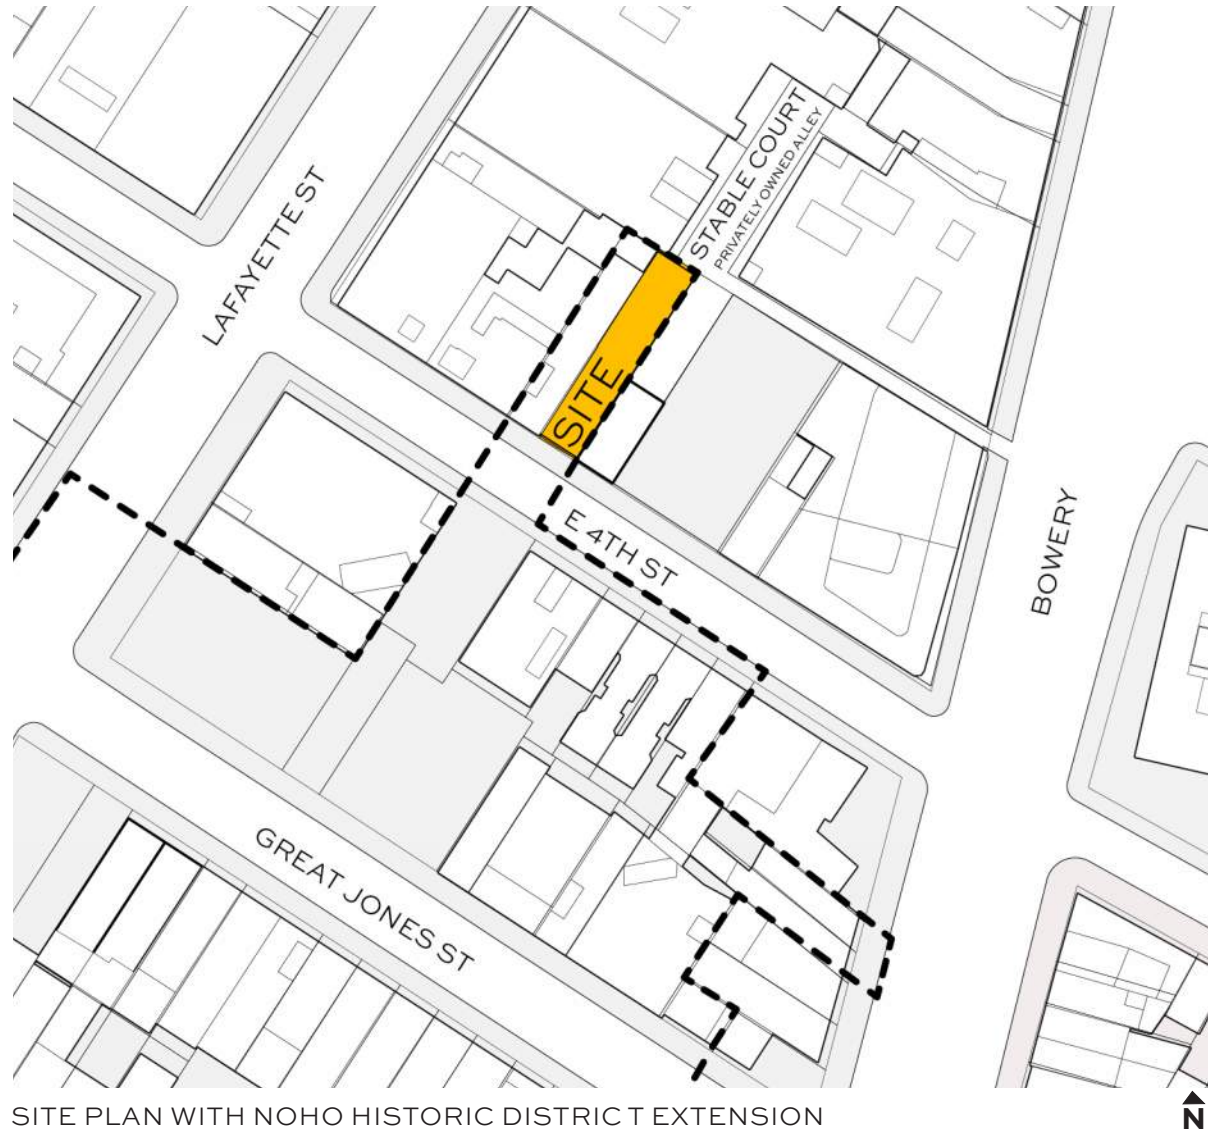 STABLE COURT
PRIVATELY OWNED ALLEY
LAFAYETTE ST
SITE
E 4TH ST
BOWERY
GREAT JONES ST
SITE PLAN WITH NOHO HISTORIC DISTRIC T EXTENSION
N